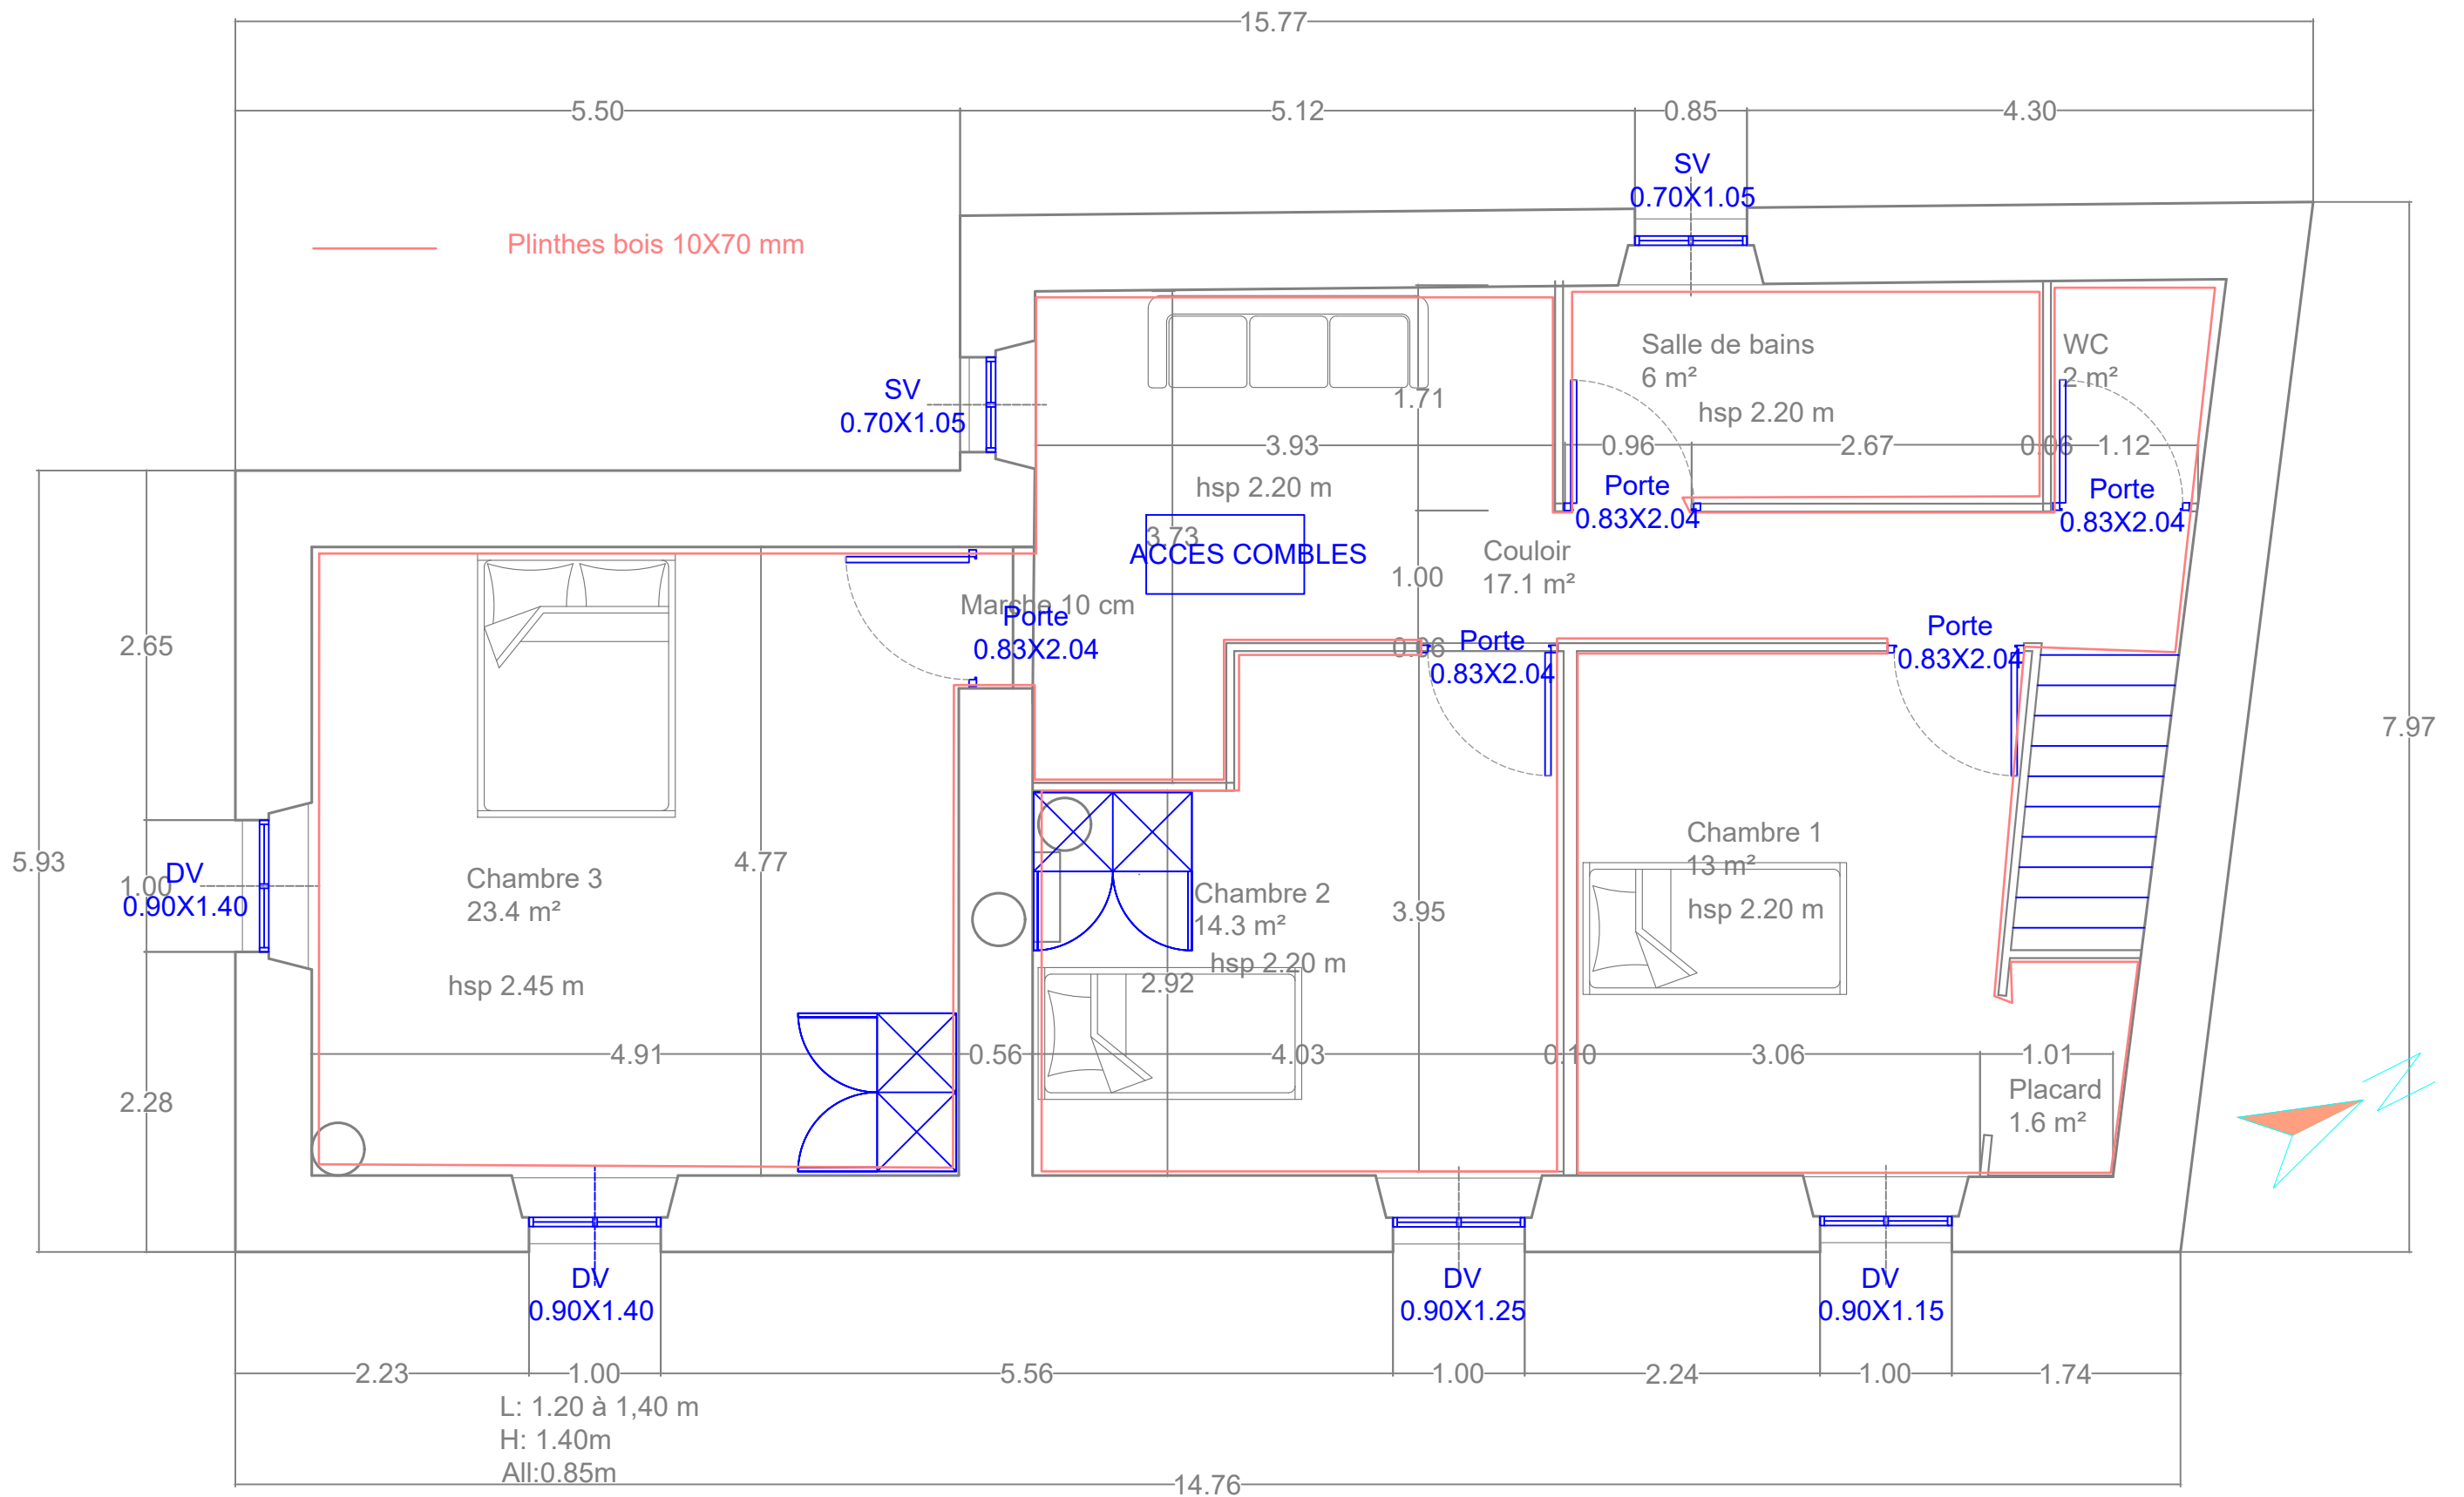 15.77
5.50
5.12
0.85
4.30
SV
0.70X1.05
Plinthes bois 10X70 mm
Salle de bains
6 m²
WC
2 m²
SV
0.70X1.05
1.71
hsp 2.20 m
3.93
0.96
2.67
0.06
1.12
hsp 2.20 m
Porte
0.83X2.04
Porte
0.83X2.04
3.73
ACCES COMBLES
Couloir
17.1 m²
1.00
Marche 10 cm
Porte
0.83X2.04
0.06
Porte
0.83X2.04
Porte
0.83X2.04
2.65
7.97
5.93
DV
1.00
0.90X1.40
4.77
Chambre 3
23.4 m²
hsp 2.45 m
Chambre 2
14.3 m²
hsp 2.20 m
2.92
3.95
Chambre 1
13 m²
hsp 2.20 m
4.91
0.56
4.03
0.10
3.06
1.01
Placard
1.6 m²
2.28
N
DV
0.90X1.40
DV
0.90X1.25
DV
0.90X1.15
2.23
1.00
5.56
1.00
2.24
1.00
1.74
L: 1.20 à 1,40 m
H: 1.40m
All:0.85m
14.76